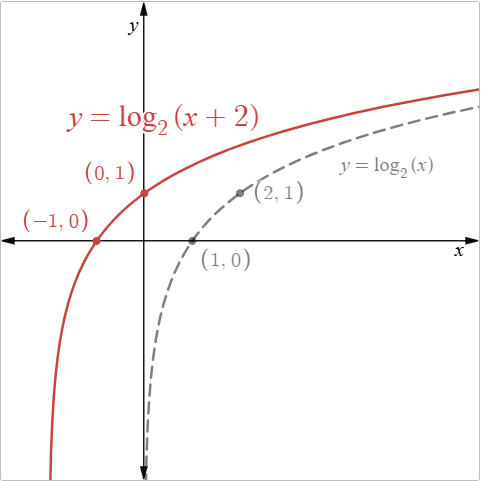 y
y = log₂ (x + 2)
(0, 1)
y = log₂ (x)
(2, 1)
(−1, 0)
x
(1, 0)